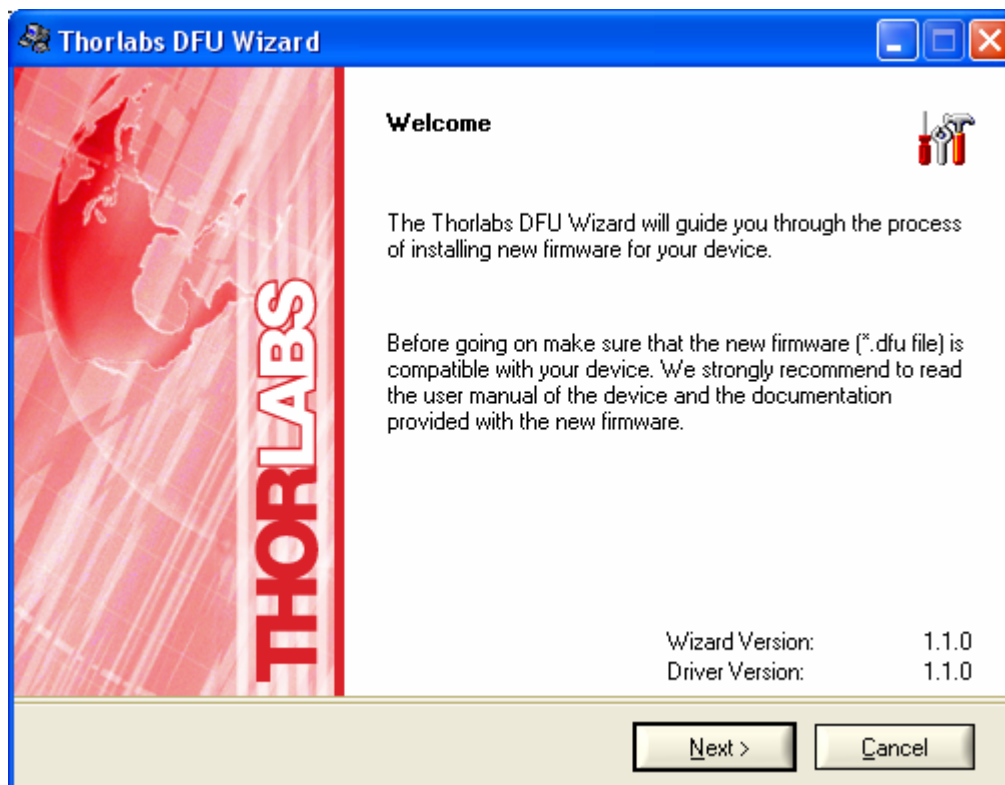 Thorlabs DFU Wizard
Welcome
The Thorlabs DFU Wizard will guide you through the process
of installing new firmware for your device.
Before going on make sure that the new firmware (*.dfu file) is
compatible with your device. We strongly recommend to read
the user manual of the device and the documentation
provided with the new firmware.
THORLABS
Wizard Version: 1.1.0
Driver Version: 1.1.0
Next >
Cancel